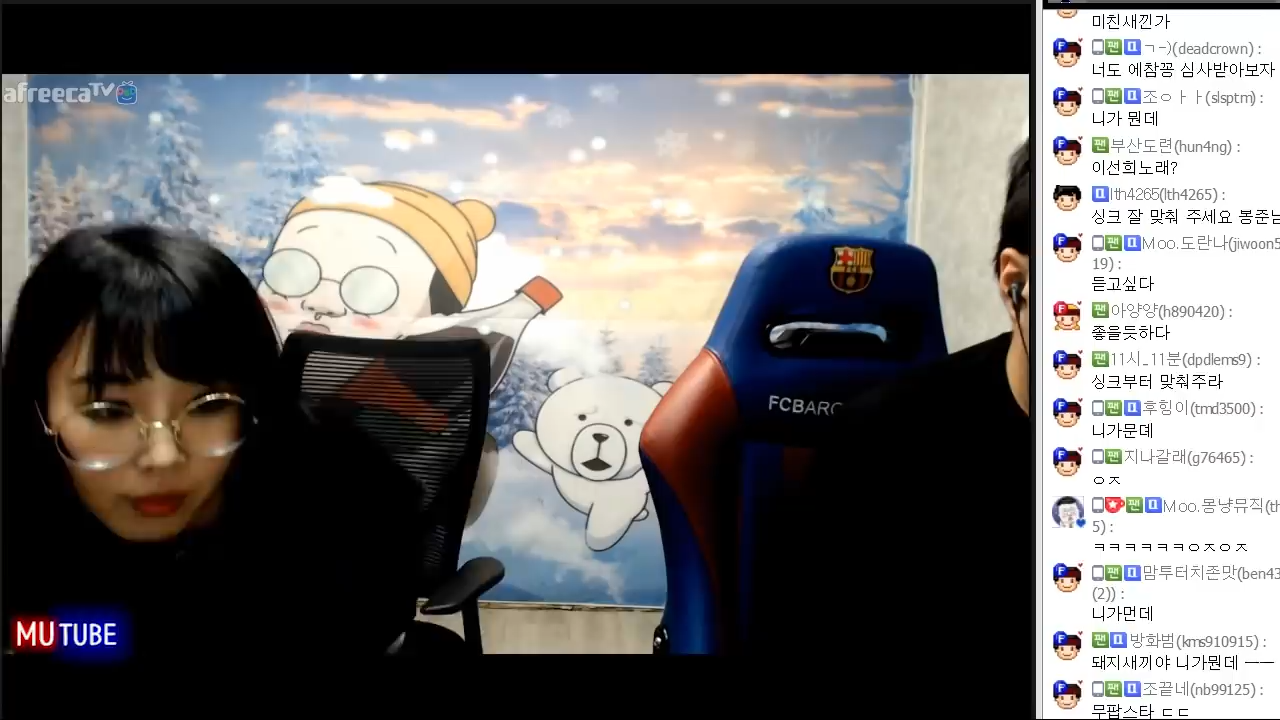 미친새낀가
ㄱ-)(deadcrown) :
너도 에참꽁 심사받아보자
조ㅇㅏㅏ(slsptm) :
니가 뭔데
팬부산도련(hun4ng) :
이선희노래?
lth4265(lth4265) :
싱크 잘 맞춰 주세요 봉준님
Moo.도란나(jiwoon5
19) :
듣고싶다
팬아양양(h890420) :
좋을듯하다
팬11시_11분(dpdlems9) :
싱크부터 맞춰주라
(tmd3500) :
니가문데
팬지나갈래(g76465) :
ㅇㅈ
Moo.몽냥뮤직(th
5) :
ㅋㅋㅋㅋㅋㅋㅇㅈㅇㅈ
맘투터치존맛(ben43
(2)) :
니가먼데
팬 방화범(kms910915) :
돼지새끼야 니가뭔데 ㅡㅡ
조끝네(nb99125) :
무팝스타 ㄷㄷ
afreecaTV
FCBARC
MUTUBE